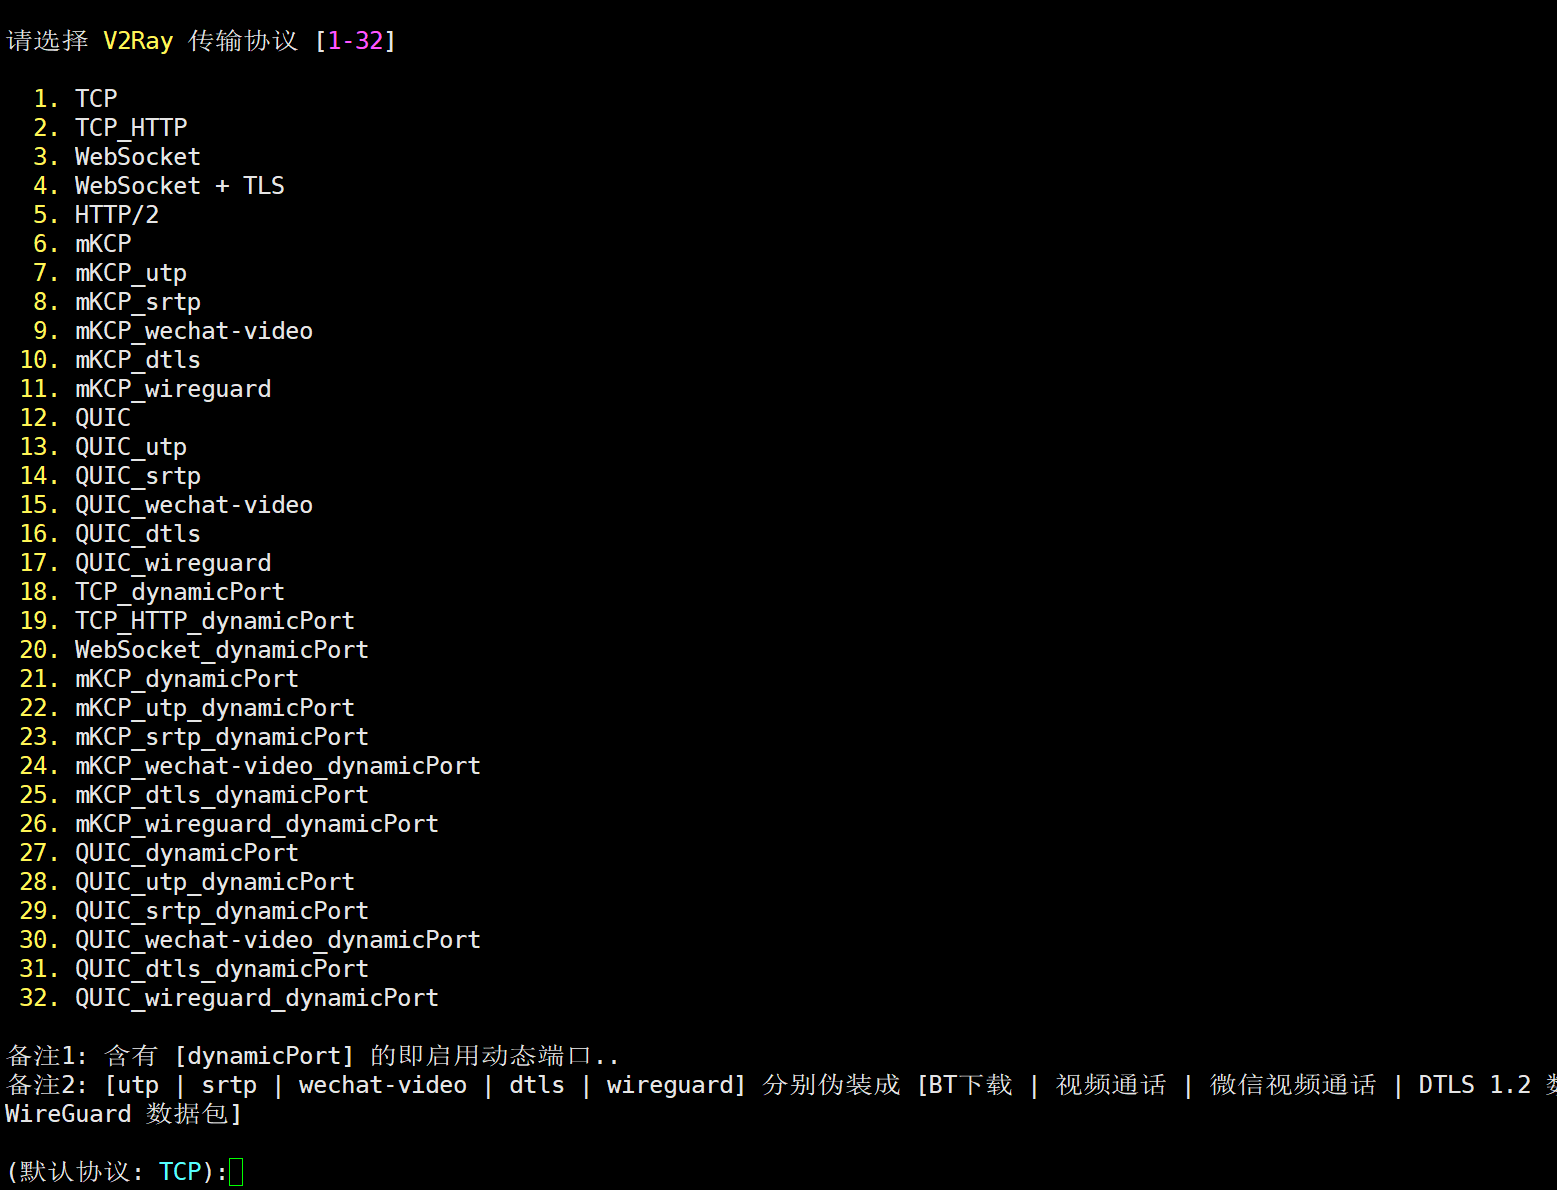 请选择 V2Ray 传输协议 [1-32]
1. TCP
2. TCP_HTTP
3. WebSocket
4. WebSocket + TLS
5. HTTP/2
6. mKCP
7. mKCP_utp
8. mKCP_srtp
9. mKCP_wechat-video
10. mKCP_dtls
11. mKCP_wireguard
12. QUIC
13. QUIC_utp
14. QUIC_srtp
15. QUIC_wechat-video
16. QUIC_dtls
17. QUIC_wireguard
18. TCP_dynamicPort
19. TCP_HTTP_dynamicPort
20. WebSocket_dynamicPort
21. mKCP_dynamicPort
22. mKCP_utp_dynamicPort
23. mKCP_srtp_dynamicPort
24. mKCP_wechat-video_dynamicPort
25. mKCP_dtls_dynamicPort
26. mKCP_wireguard_dynamicPort
27. QUIC_dynamicPort
28. QUIC_utp_dynamicPort
29. QUIC_srtp_dynamicPort
30. QUIC_wechat-video_dynamicPort
31. QUIC_dtls_dynamicPort
32. QUIC_wireguard_dynamicPort
备注1: 含有 [dynamicPort] 的即启用动态端口..
备注2: [utp | srtp | wechat-video | dtls | wireguard] 分别伪装成 [BT下载 | 视频通话 | 微信视频通话 | DTLS 1.2
WireGuard 数据包]
(默认协议: TCP):